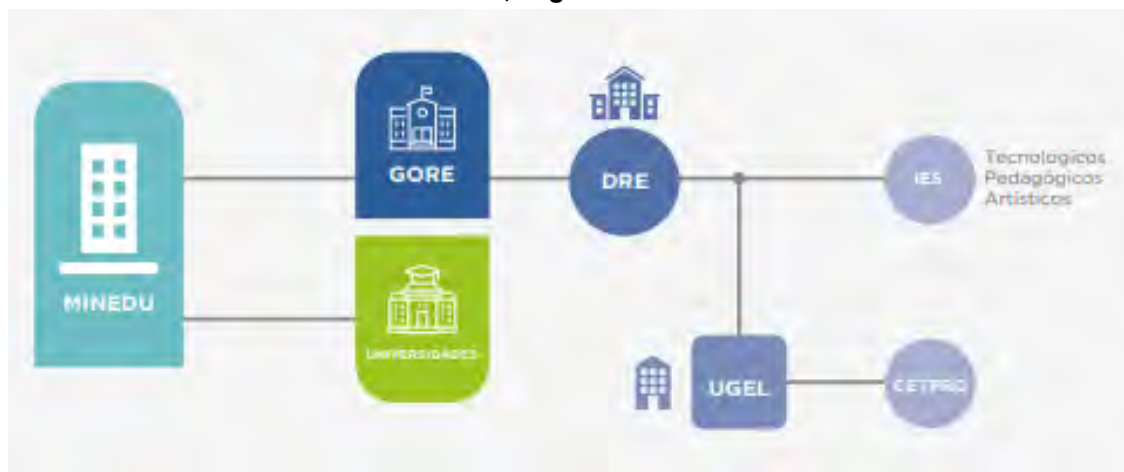 MINEDU
GORE
UNIVERSIDADES
DRE
UGEL
IES
Tecnologicos
Pedagógicos
Artísticos
CETPRO